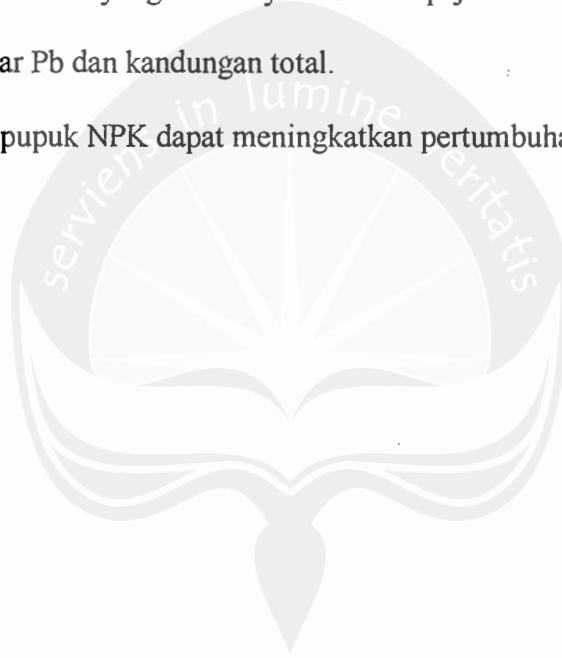 ar Pb dan kandungan total.
pupuk NPK dapat meningkatkan pertumbuha
serviens in lumine veritatis